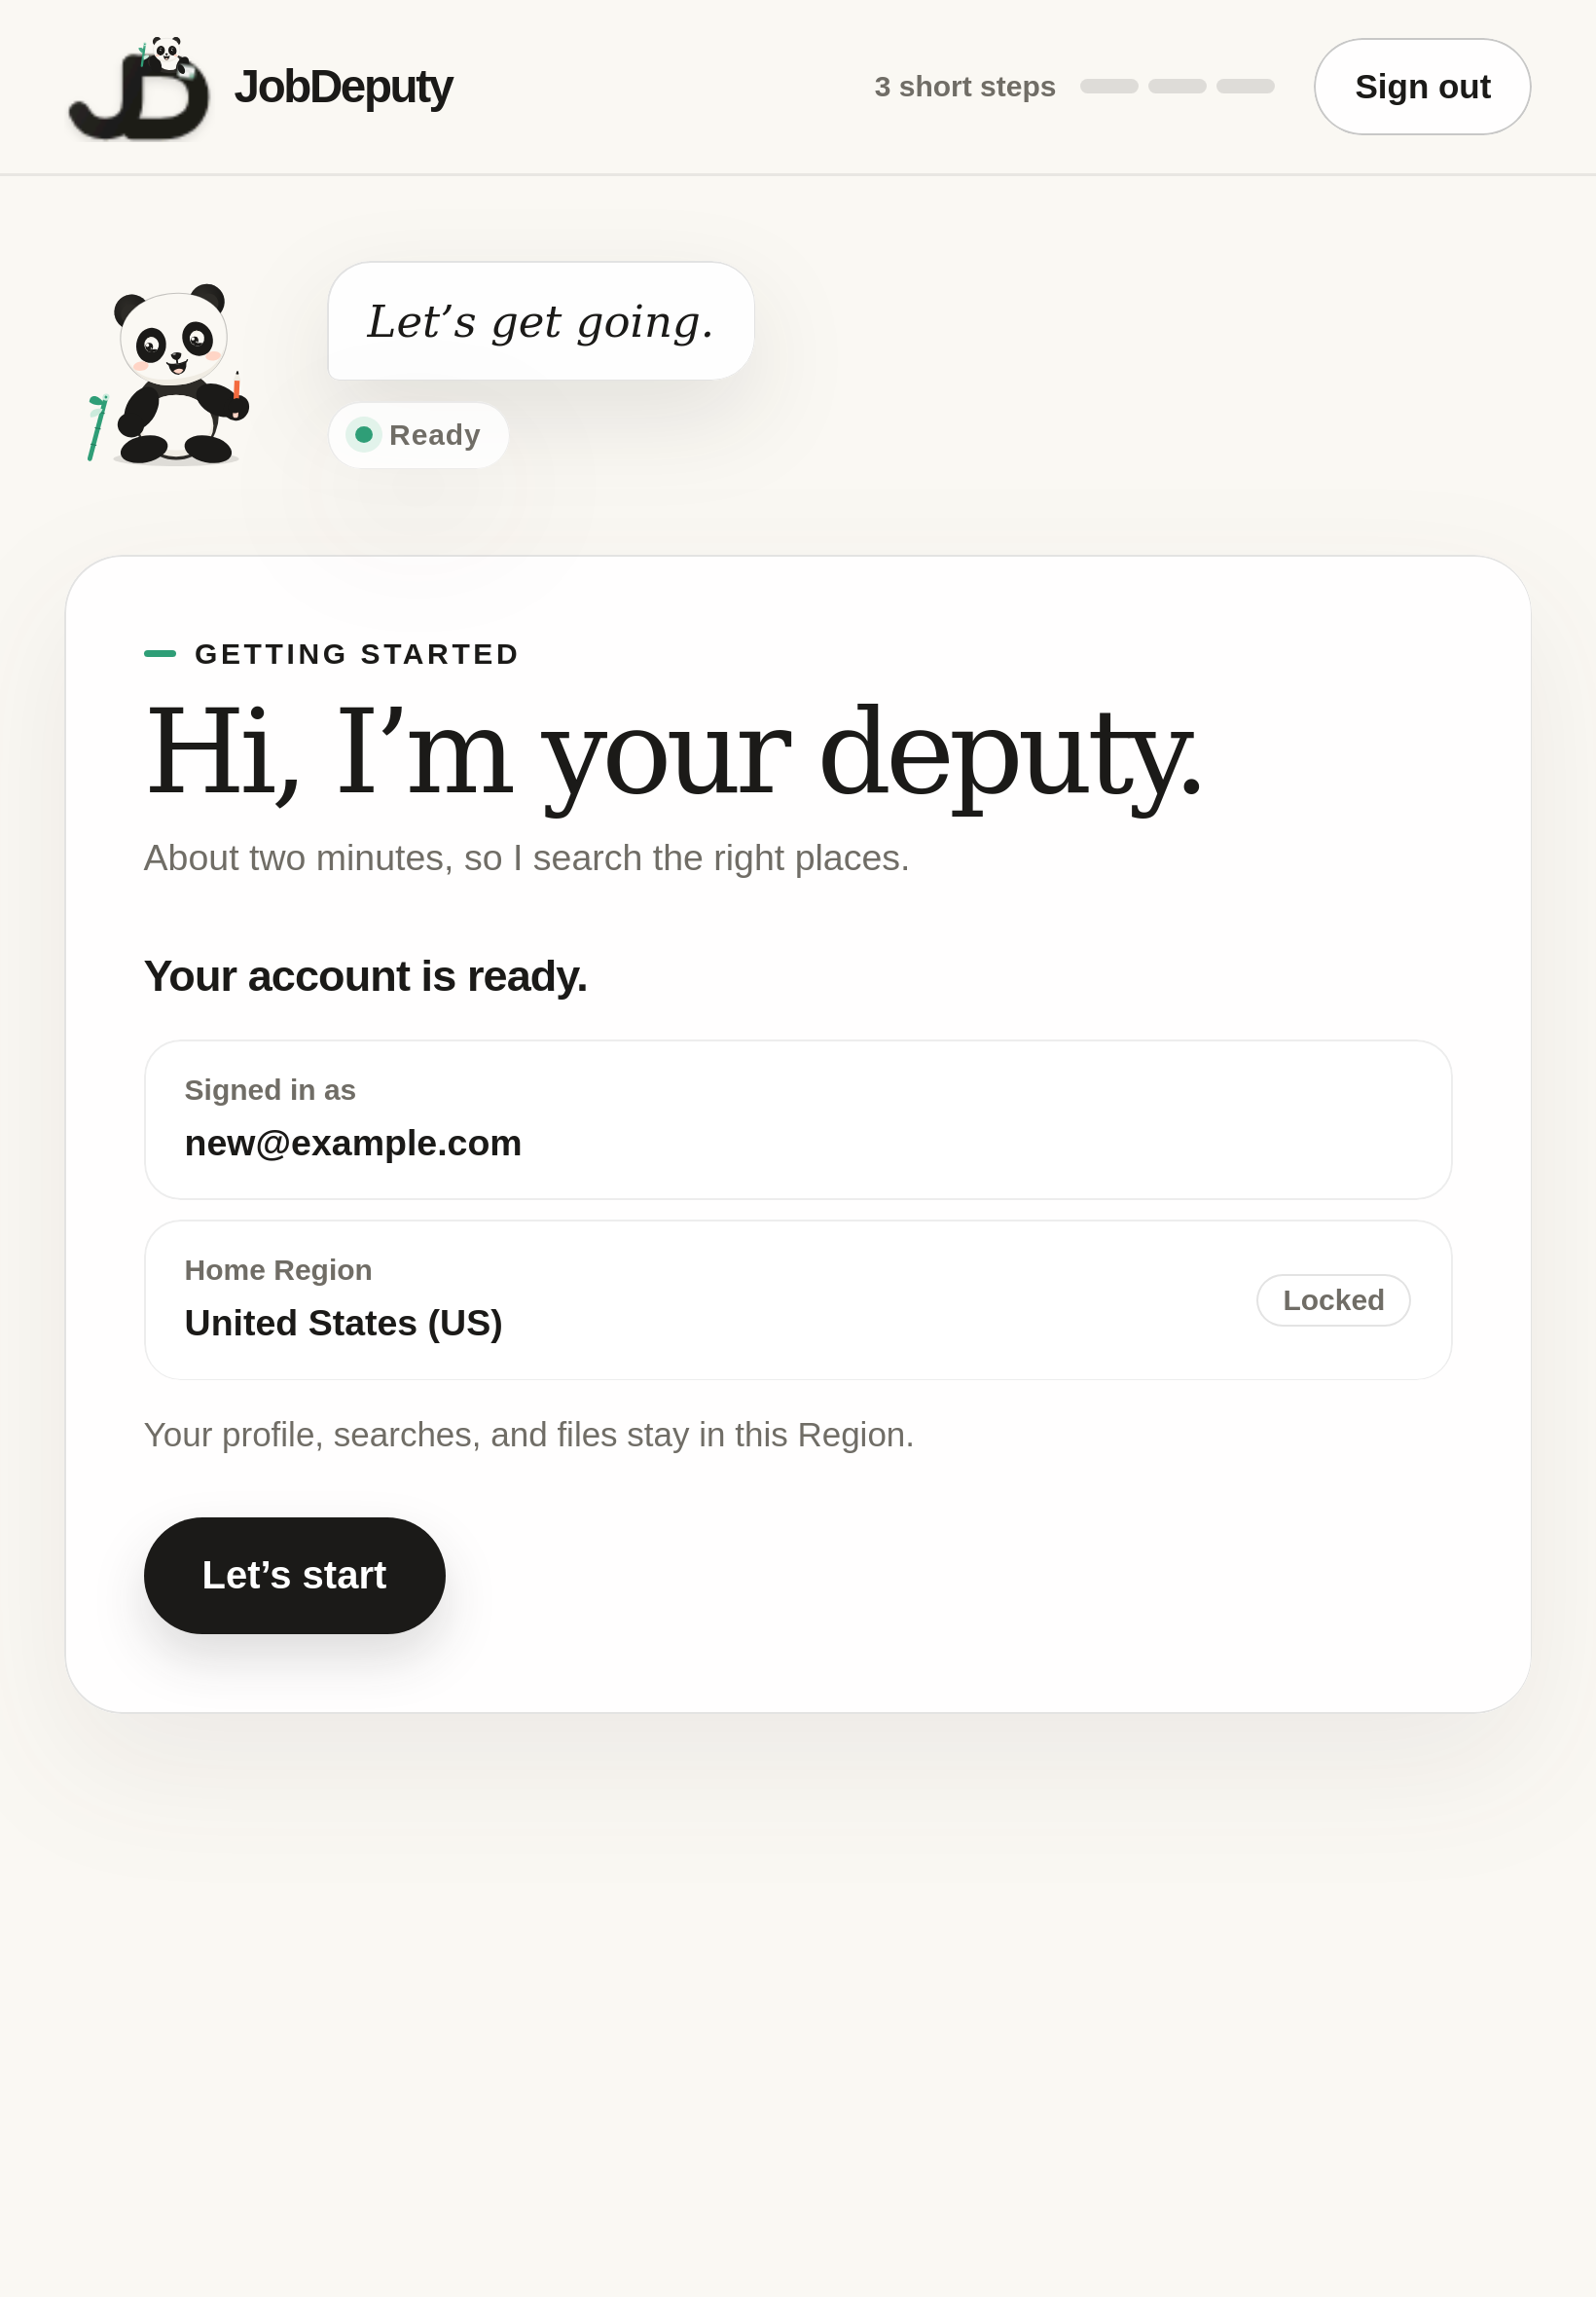 JD JobDeputy
3 short steps
Sign out
Let’s get going.
Ready
GETTING STARTED
Hi, I’m your deputy.
About two minutes, so I search the right places.
Your account is ready.
Signed in as
new@example.com
Home Region
United States (US)
Locked
Your profile, searches, and files stay in this Region.
Let’s start